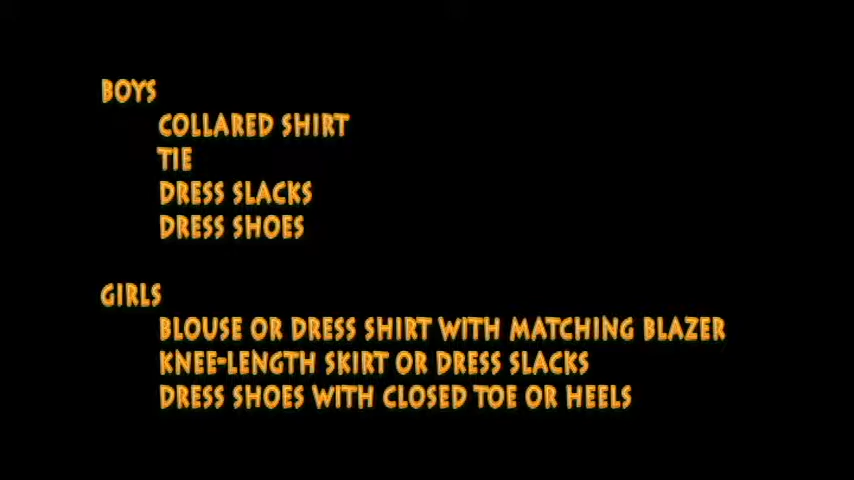 BOYS
COLLARED SHIRT
TIE
DRESS SLACKS
DRESS SHOES
GIRLS
BLOUSE OR DRESS SHIRT WITH MATCHING BLAZER
KNEE-LENGTH SKIRT OR DRESS SLACKS
DRESS SHOES WITH CLOSED TOE OR HEELS